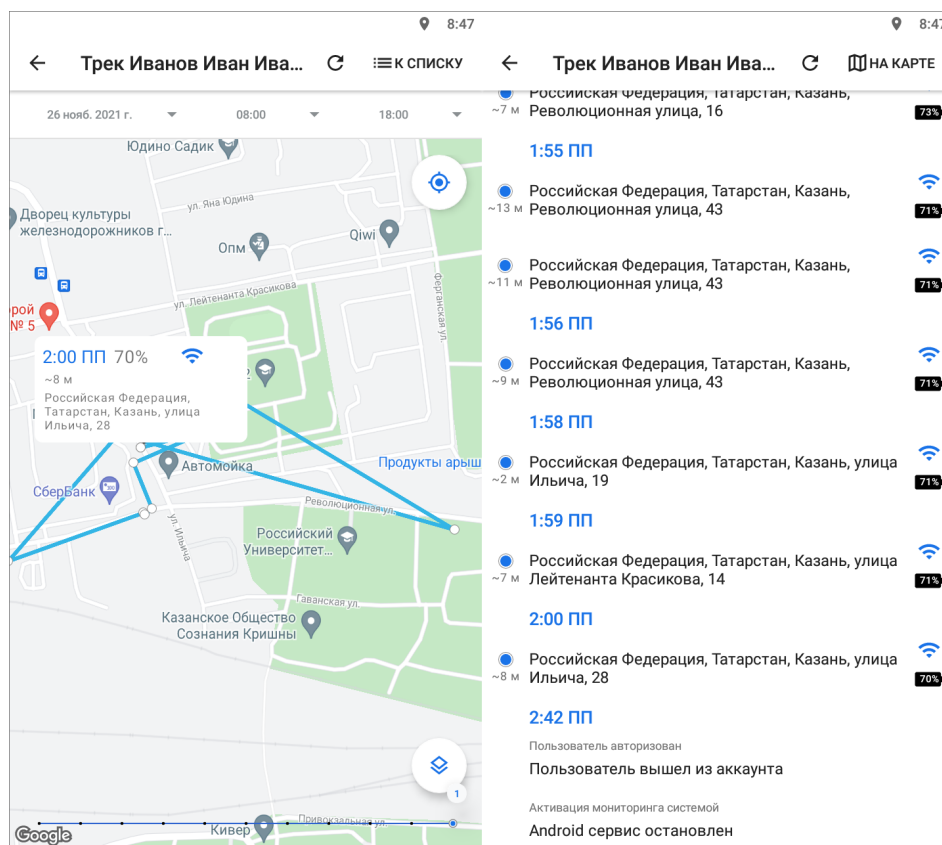 8:47
Трек Иванов Иван Ива...
К СПИСКУ
26 нояб. 2021 г.
08:00
18:00
Юдино Садик
ул. Яна Юдина
Дворец культуры
железнодорожников г...
Опм
Qiwi
Ферганская ул.
ул. Лейтенанта Красикова
рой
№ 5
2:00 ПП 70%
~8 м
Российская Федерация,
Татарстан, Казань, улица
Ильича, 28
Автомойка
Продукты арыш
СберБанк
Революционная ул.
ул. Ильича
Российский
Университет...
Гаванская ул.
Казанское Общество
Сознания Кришны
1
Привокзальная ул.
Кивер
Google
8:47
Трек Иванов Иван Ива...
НА КАРТЕ
Российская Федерация, Татарстан, Казань,
~7 м Революционная улица, 16
73%
1:55 ПП
Российская Федерация, Татарстан, Казань,
~13 м Революционная улица, 43
71%
Российская Федерация, Татарстан, Казань,
~11 м Революционная улица, 43
71%
1:56 ПП
Российская Федерация, Татарстан, Казань,
~9 м Революционная улица, 43
71%
1:58 ПП
Российская Федерация, Татарстан, Казань, улица
~2 м Ильича, 19
71%
1:59 ПП
Российская Федерация, Татарстан, Казань, улица
~7 м Лейтенанта Красикова, 14
71%
2:00 ПП
Российская Федерация, Татарстан, Казань, улица
~8 м Ильича, 28
70%
2:42 ПП
Пользователь авторизован
Пользователь вышел из аккаунта
Активация мониторинга системой
Android сервис остановлен